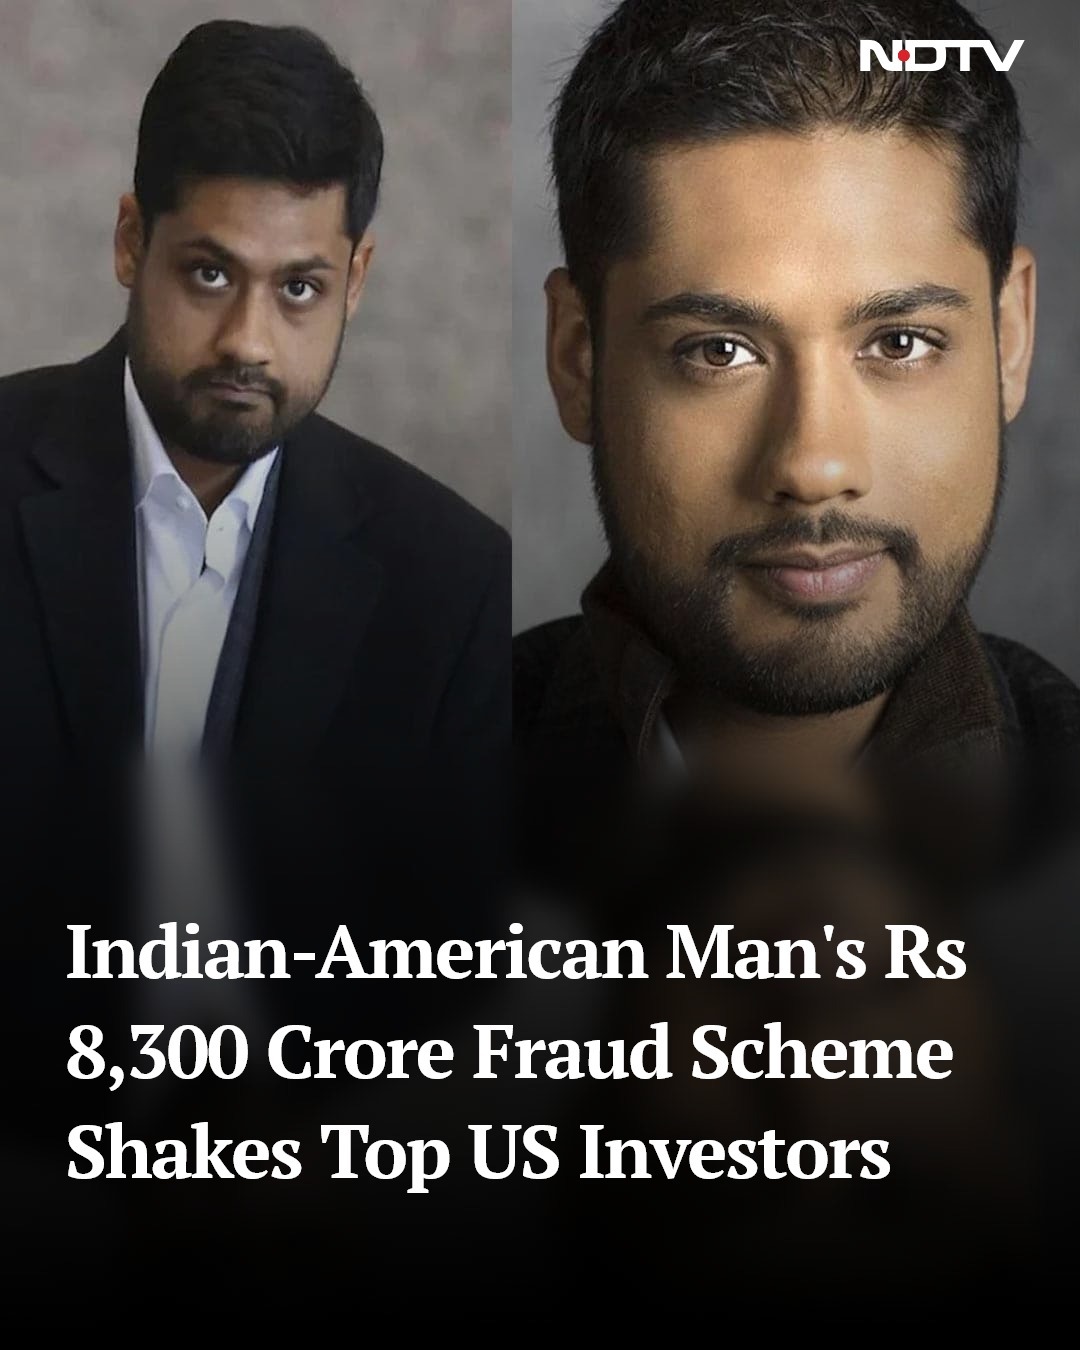 NDTV
Indian-American Man's Rs
8,300 Crore Fraud Scheme
Shakes Top US Investors